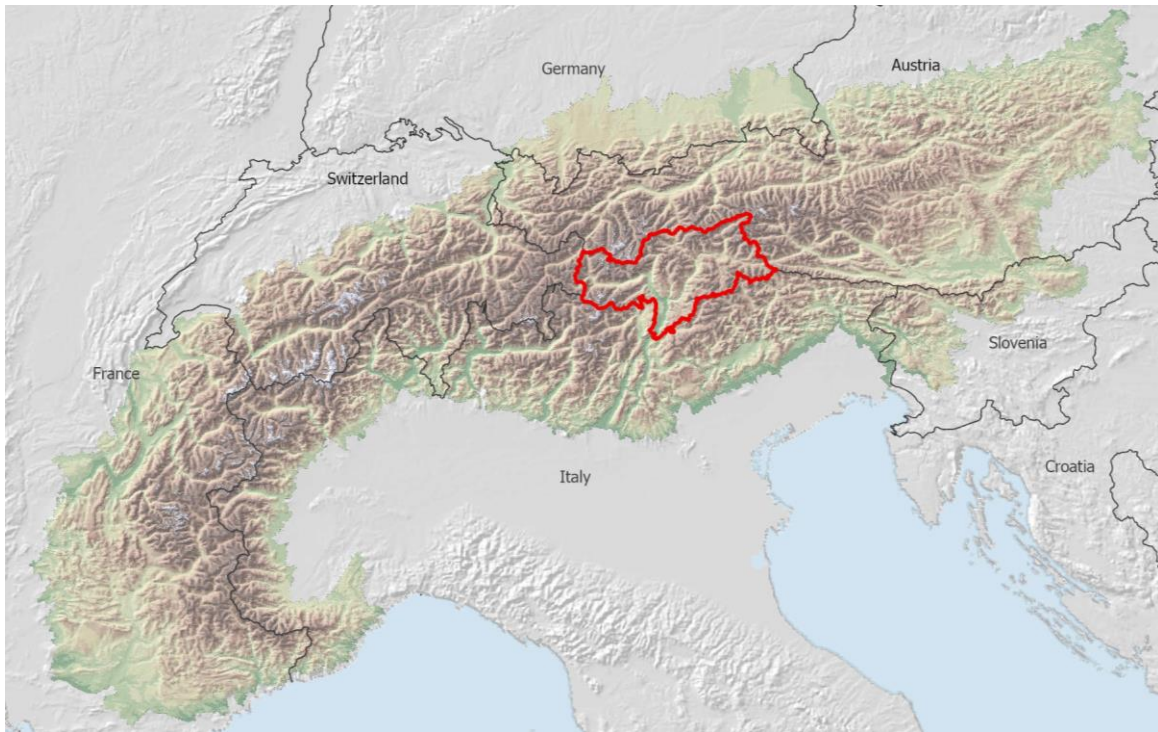 Germany
Austria
Switzerland
Slovenia
France
Croatia
Italy